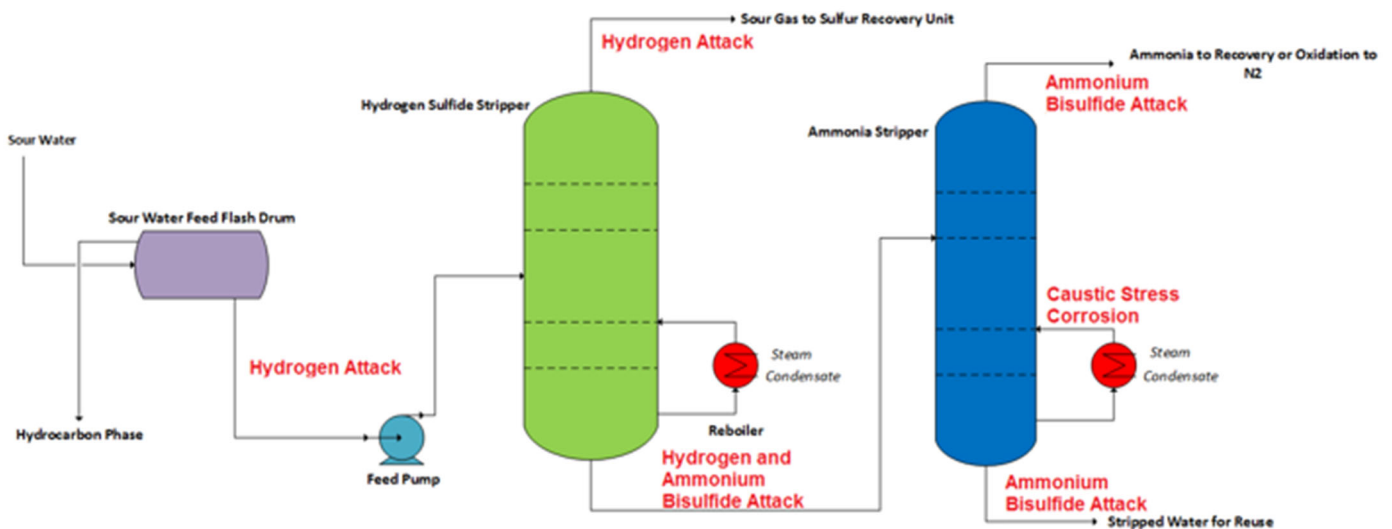 Sour Gas to Sulfur Recovery Unit
Hydrogen Attack
Ammonia to Recovery or Oxidation to
N2
Ammonium
Bisulfide Attack
Hydrogen Sulfide Stripper
Ammonia Stripper
Sour Water
Sour Water Feed Flash Drum
Caustic Stress
Corrosion
Hydrogen Attack
Steam
Condensate
Steam
Condensate
Hydrocarbon Phase
Reboiler
Feed Pump
Hydrogen and
Ammonium
Bisulfide Attack
Ammonium
Bisulfide Attack
Stripped Water for Reuse